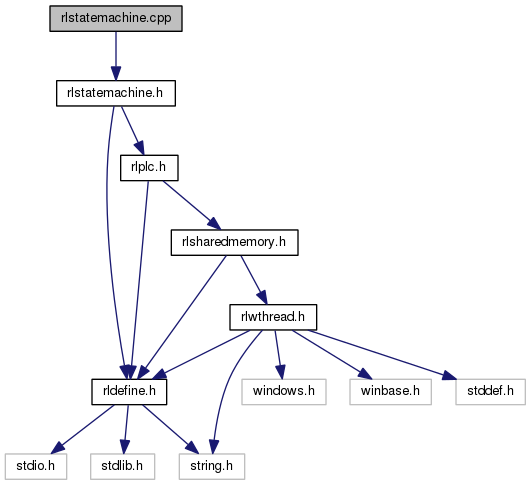 rlstatemachine.cpp
rlstatemachine.h
rlplc.h
rlsharedmemory.h
rlwthread.h
rldefine.h
windows.h
winbase.h
stddef.h
stdio.h
stdlib.h
string.h